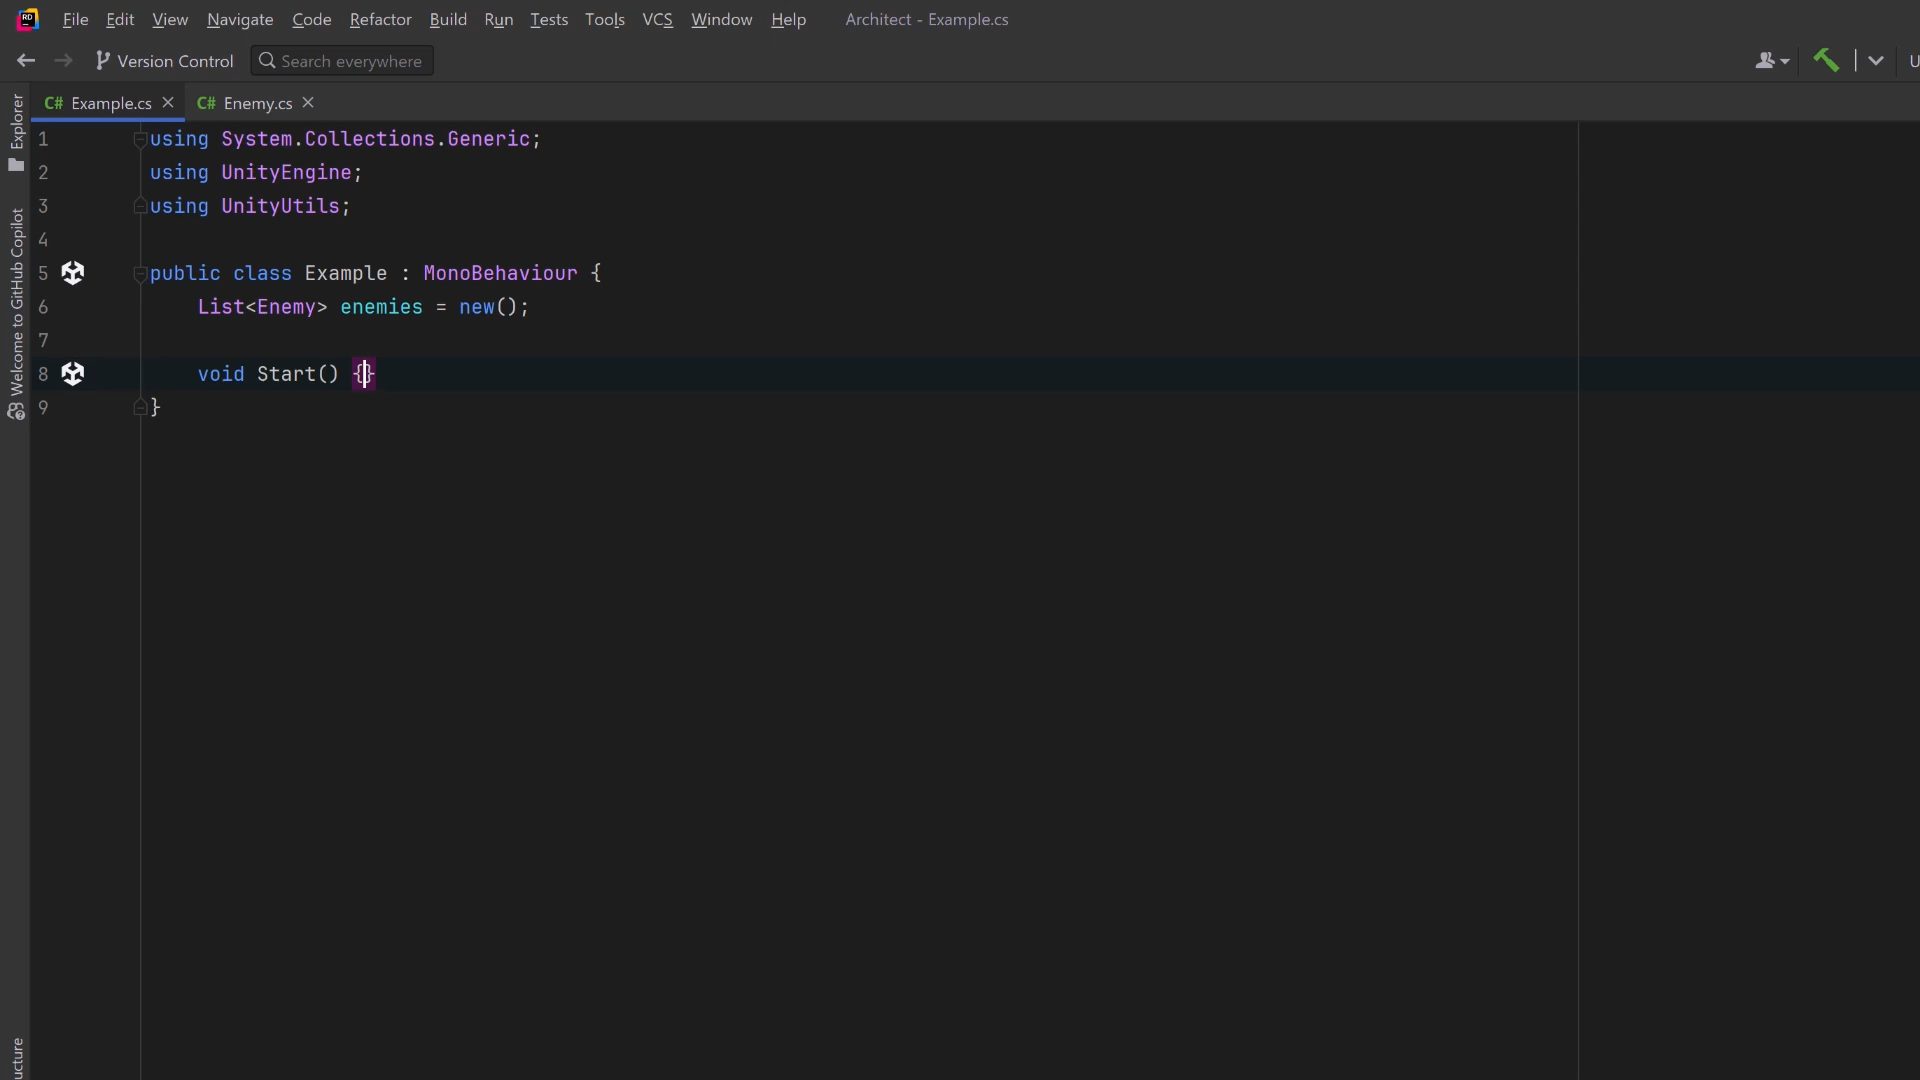 File Edit View Navigate Code Refactor Build Run Tests Tools VCS Window Help Architect - Example.cs
Version Control Search everywhere
C# Example.cs C# Enemy.cs
Explorer
Welcome to GitHub Copilot
ucture
1 using System.Collections.Generic;
2 using UnityEngine;
3 using UnityUtils;
4
5 public class Example : MonoBehaviour {
6 List<Enemy> enemies = new();
7
8 void Start() {}
9 }